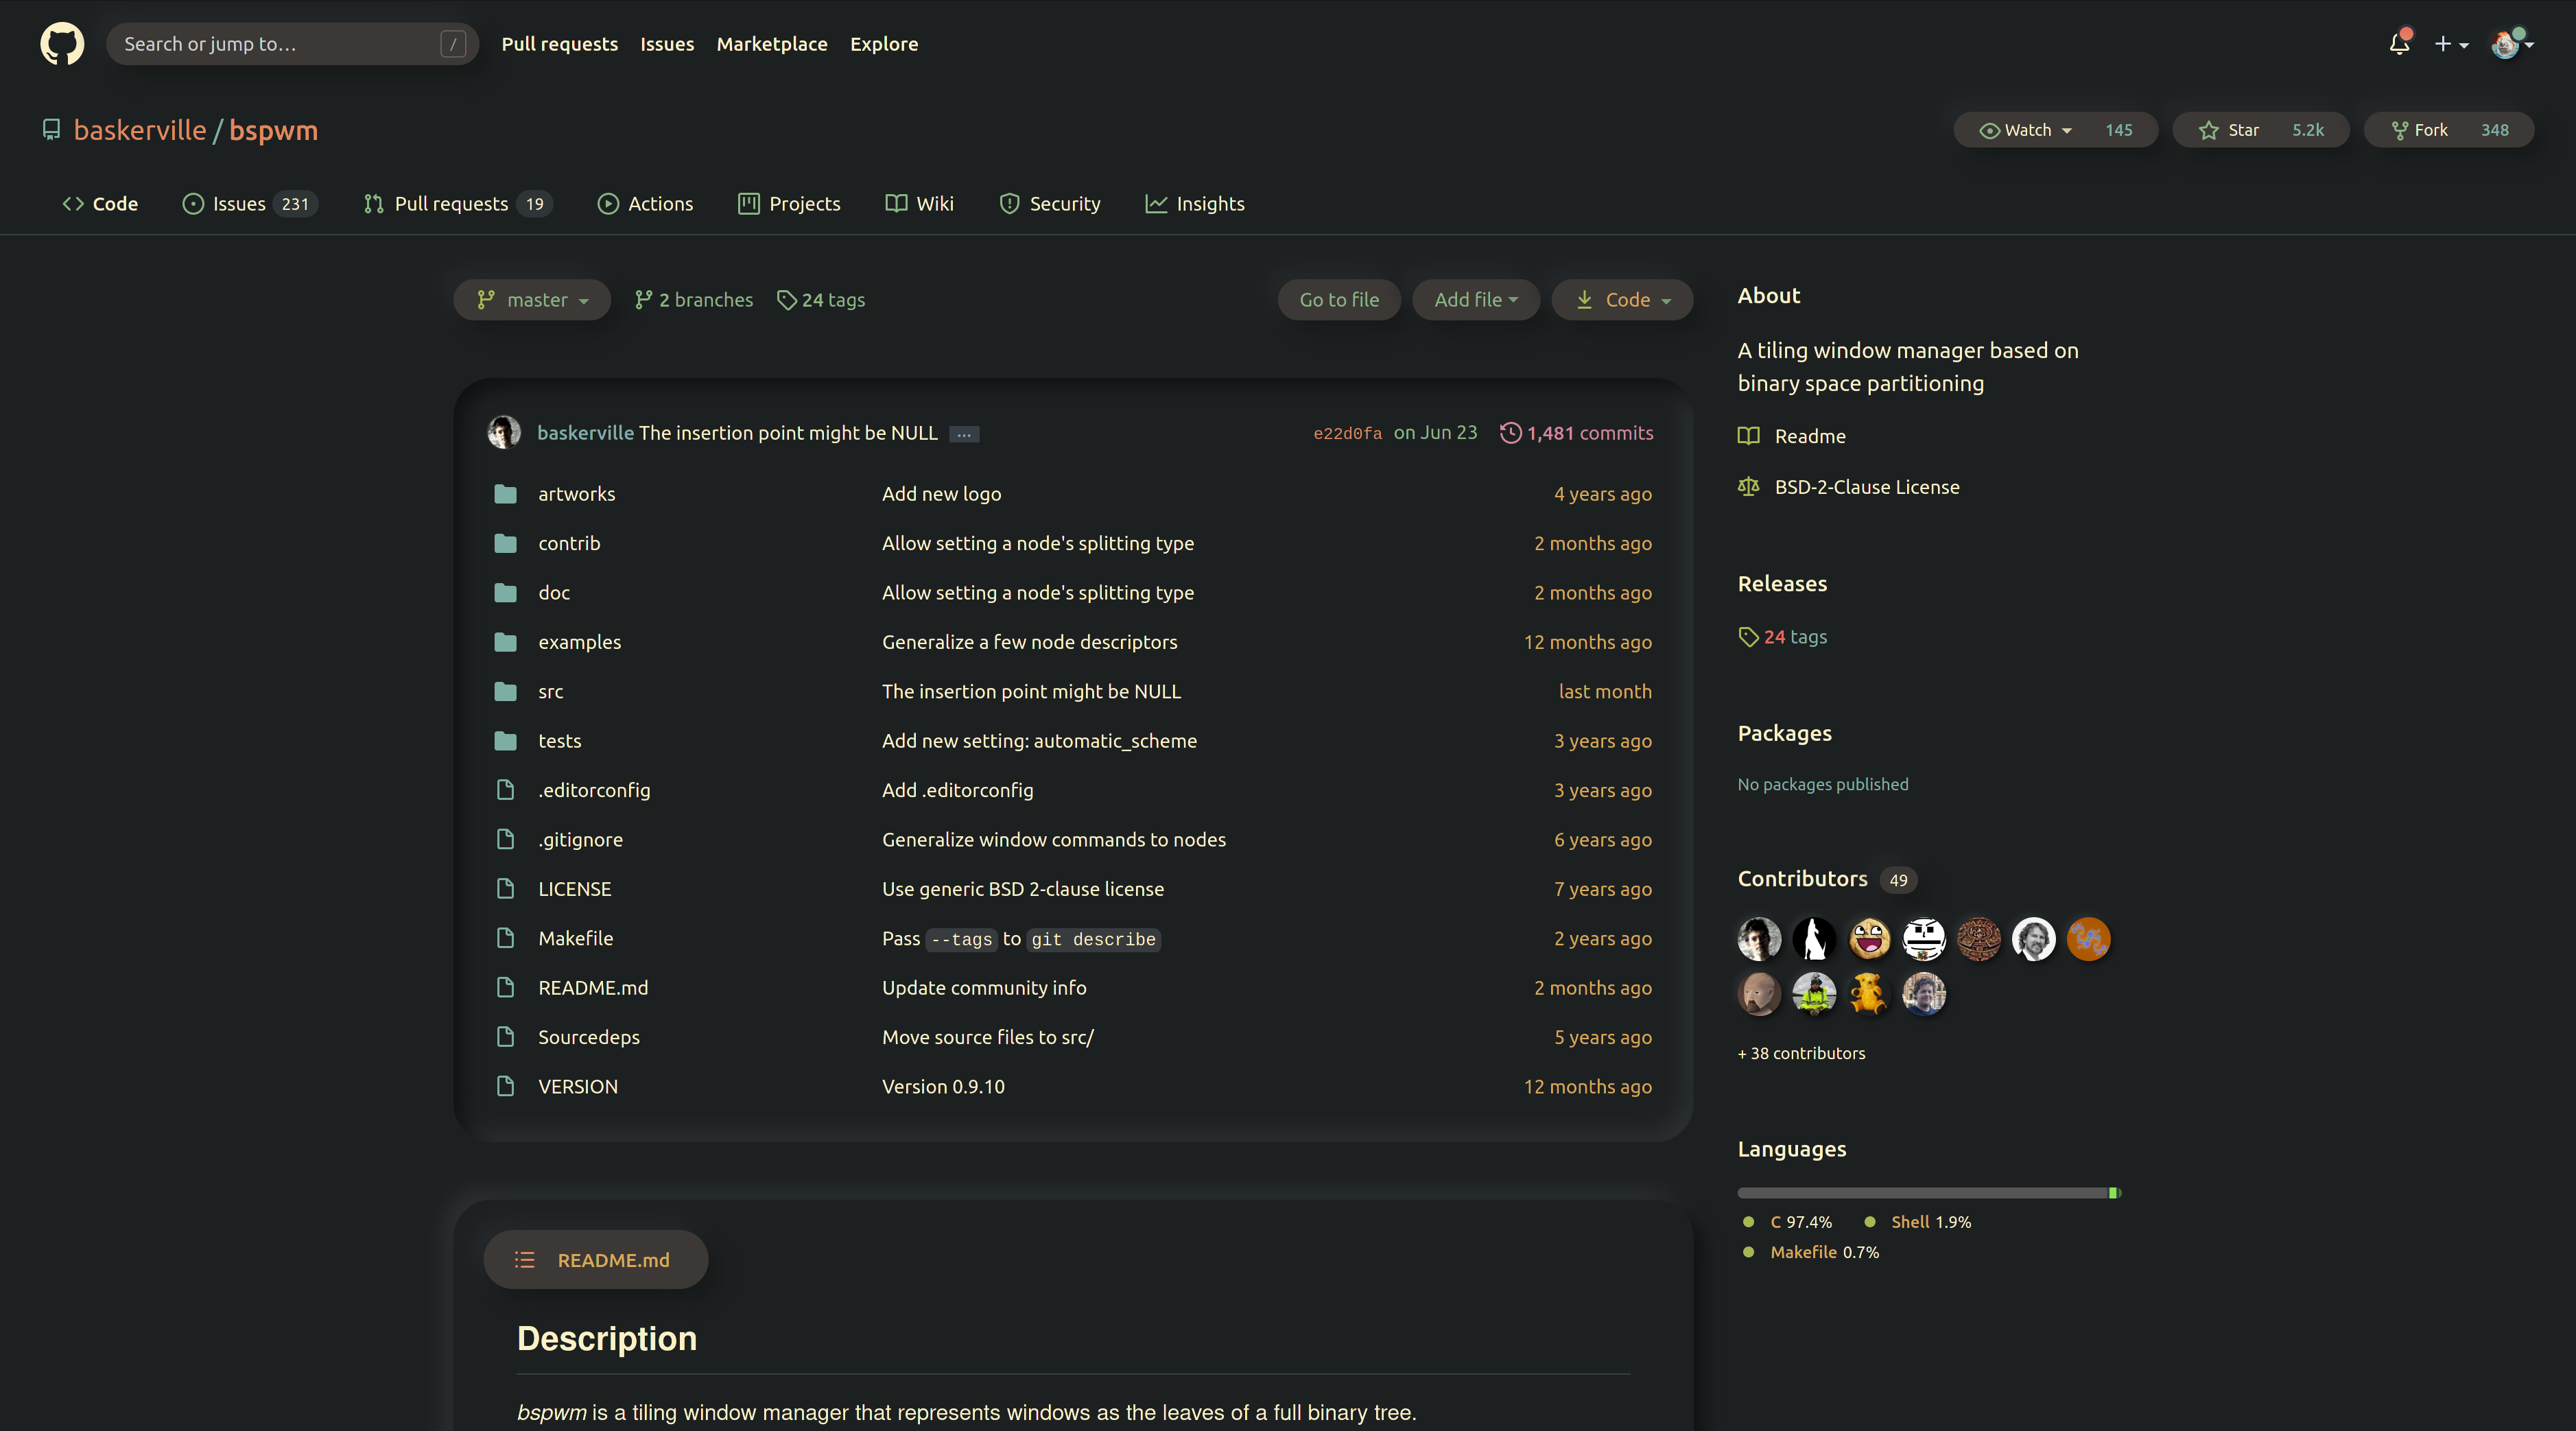 Search or jump to… /
Pull requests Issues Marketplace Explore
baskerville / bspwm
Watch 145 Star 5.2k Fork 348
Code Issues 231 Pull requests 19 Actions Projects Wiki Security Insights
master 2 branches 24 tags Go to file Add file Code
baskerville The insertion point might be NULL … e22d0fa on Jun 23 1,481 commits
artworks Add new logo 4 years ago
contrib Allow setting a node's splitting type 2 months ago
doc Allow setting a node's splitting type 2 months ago
examples Generalize a few node descriptors 12 months ago
src The insertion point might be NULL last month
tests Add new setting: automatic_scheme 3 years ago
.editorconfig Add .editorconfig 3 years ago
.gitignore Generalize window commands to nodes 6 years ago
LICENSE Use generic BSD 2-clause license 7 years ago
Makefile Pass --tags to git describe 2 years ago
README.md Update community info 2 months ago
Sourcedeps Move source files to src/ 5 years ago
VERSION Version 0.9.10 12 months ago
README.md
Description
bspwm is a tiling window manager that represents windows as the leaves of a full binary tree.
About
A tiling window manager based on
binary space partitioning
Readme
BSD-2-Clause License
Releases
24 tags
Packages
No packages published
Contributors 49
+ 38 contributors
Languages
C 97.4% Shell 1.9%
Makefile 0.7%